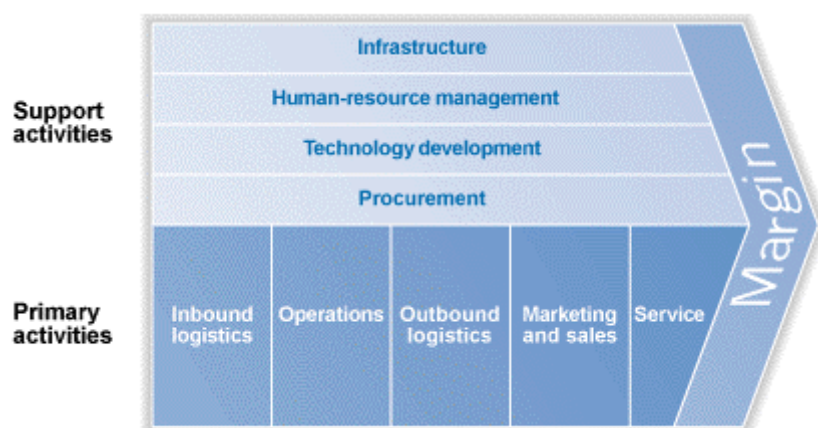 Support
activities
Infrastructure
Human-resource management
Technology development
Procurement
Margin
Primary
activities
Inbound
logistics
Operations
Outbound
logistics
Marketing
and sales
Service